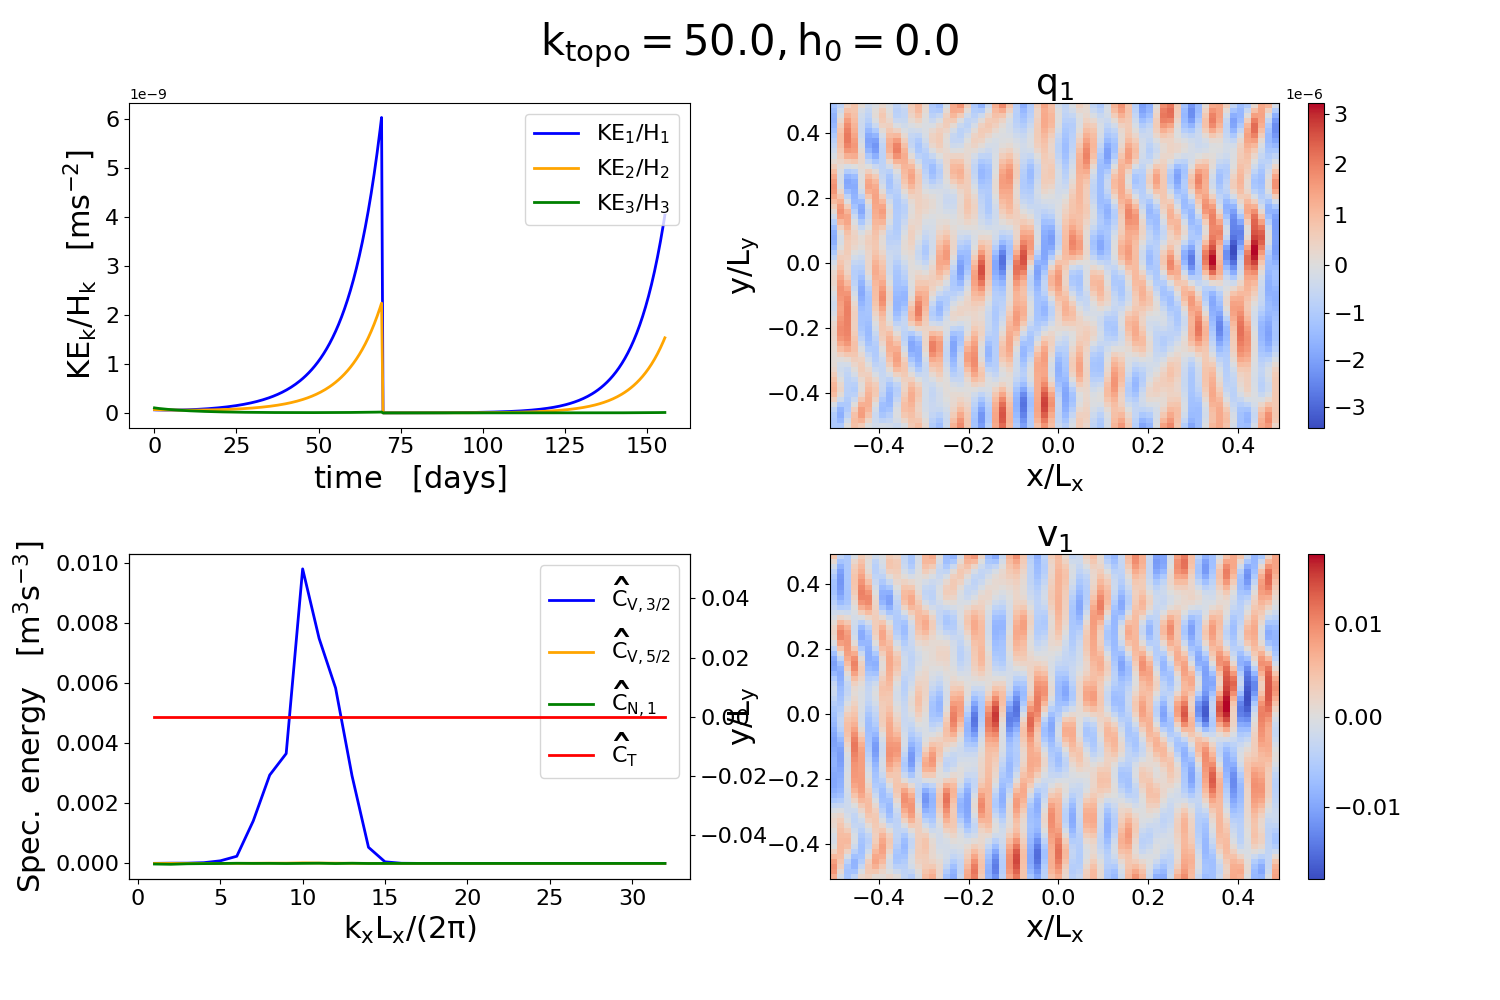 k_topo = 50.0, h_0 = 0.0
1e−9
KE_k/H_k [ms^−2]
6
5
4
3
2
1
0
KE_1/H_1
KE_2/H_2
KE_3/H_3
0 25 50 75 100 125 150
time [days]
q_1
1e−6
y/L_y
0.4
0.2
0.0
−0.2
−0.4
−0.4 −0.2 0.0 0.2 0.4
x/L_x
3
2
1
0
−1
−2
−3
Spec. energy [m^3s^−3]
0.010
0.008
0.006
0.004
0.002
0.000
Ĉ_V,3/2
Ĉ_V,5/2
Ĉ_N,1
Ĉ_T
0.04
0.02
0.00
−0.02
−0.04
0 5 10 15 20 25 30
k_xL_x/(2π)
v_1
y/L_y
0.4
0.2
0.0
−0.2
−0.4
−0.4 −0.2 0.0 0.2 0.4
x/L_x
0.01
0.00
−0.01